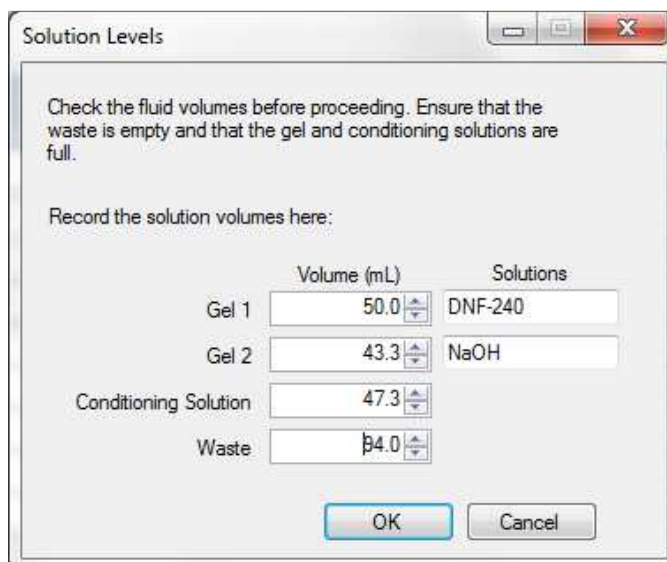 Solution Levels
Check the fluid volumes before proceeding. Ensure that the
waste is empty and that the gel and conditioning solutions are
full.
Record the solution volumes here:
Volume (mL) Solutions
Gel 1 50.0 DNF-240
Gel 2 43.3 NaOH
Conditioning Solution 47.3
Waste 94.0
OK Cancel